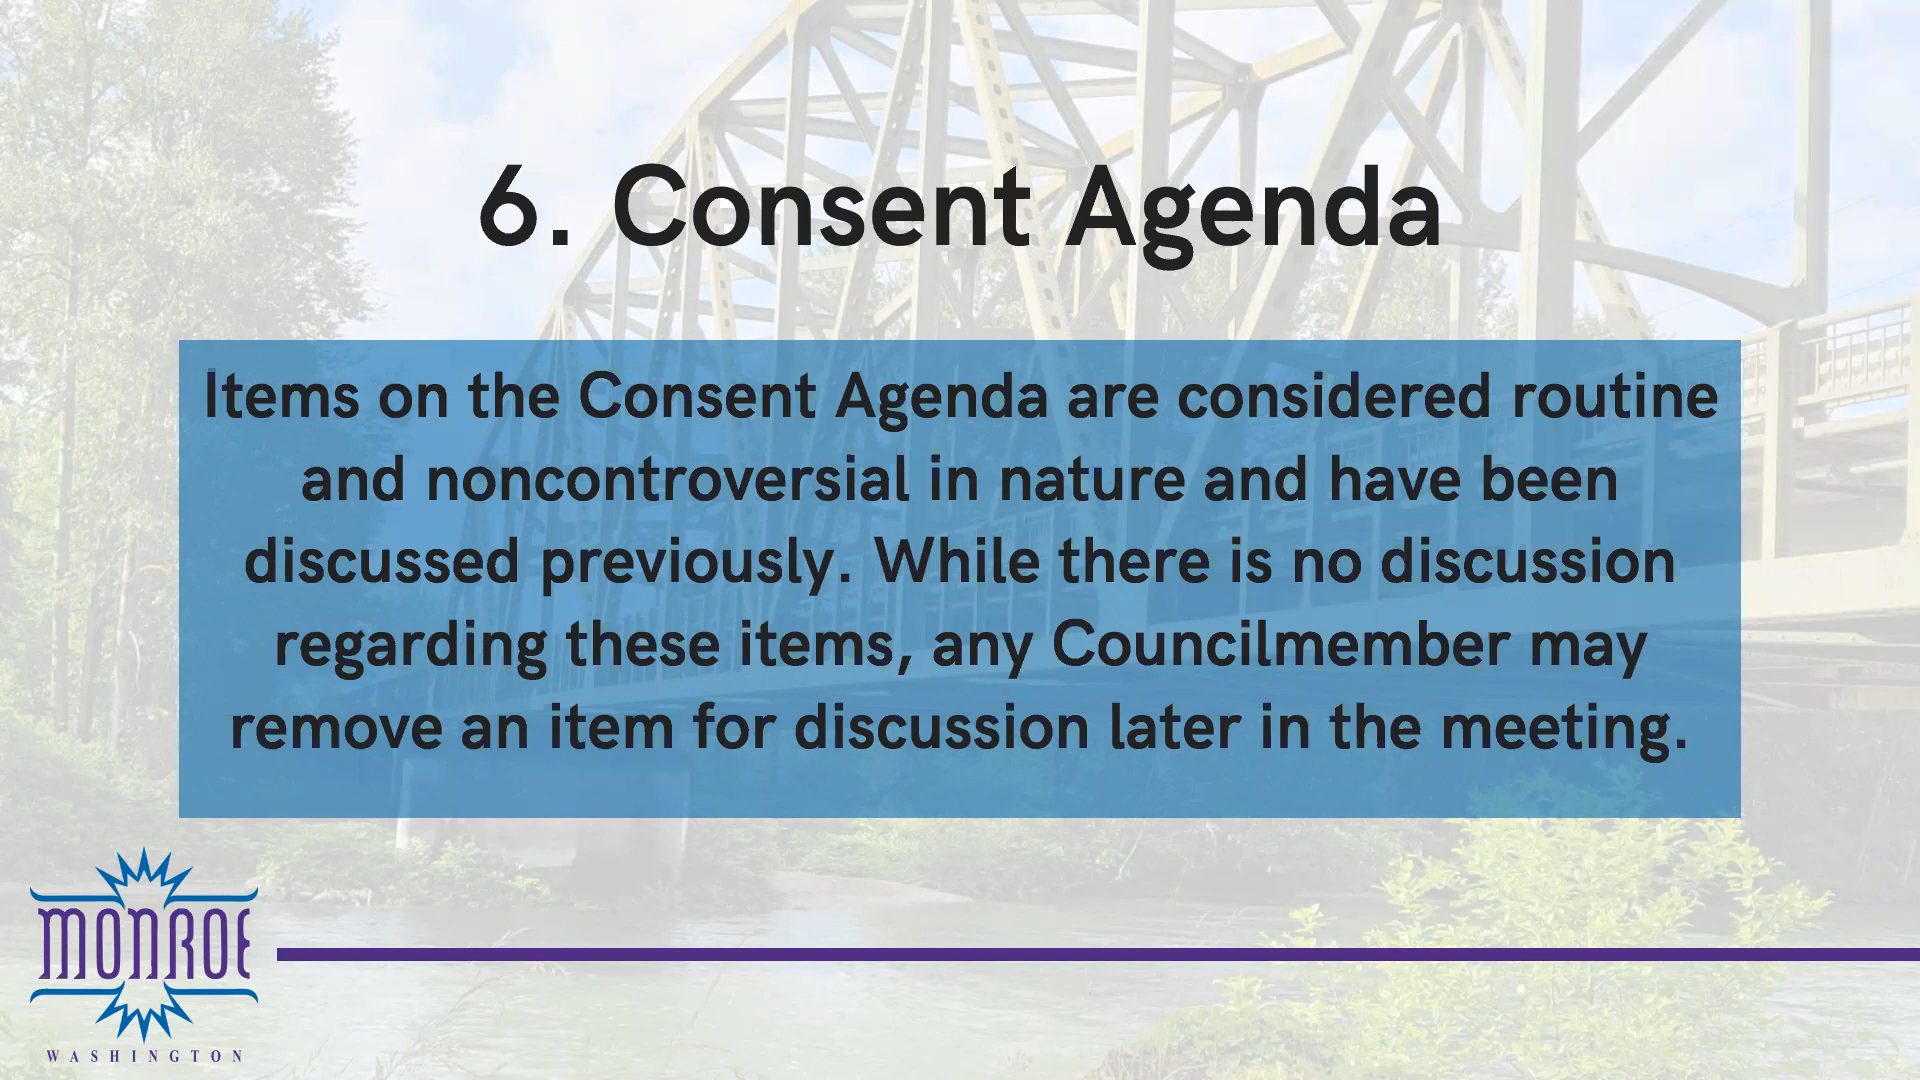 6. Consent Agenda
Items on the Consent Agenda are considered routine
and noncontroversial in nature and have been
discussed previously. While there is no discussion
regarding these items, any Councilmember may
remove an item for discussion later in the meeting.
MONROE
WASHINGTON